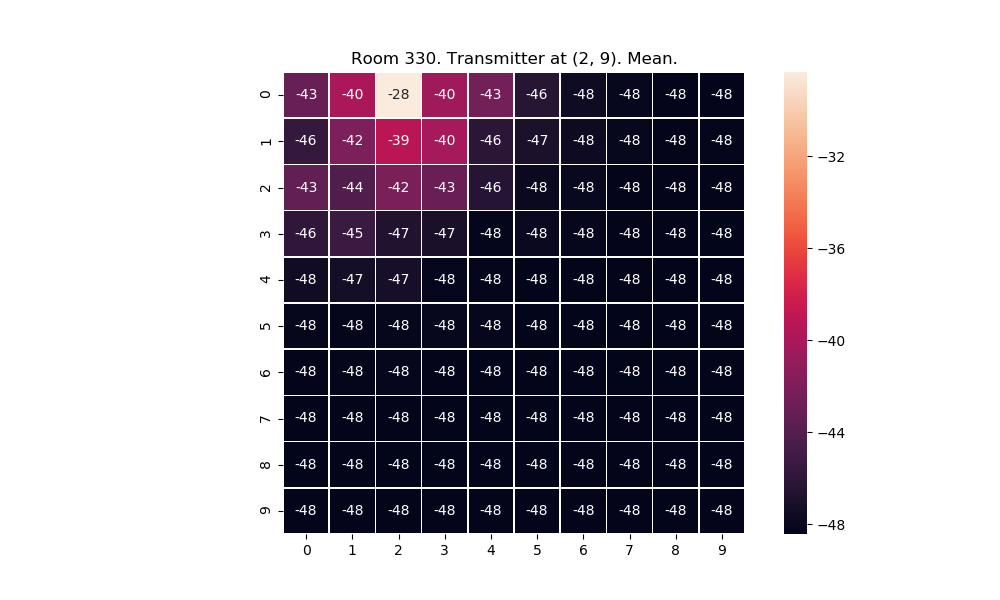 Room 330. Transmitter at (2, 9). Mean.
0 -43 -40 -28 -40 -43 -46 -48 -48 -48 -48
1 -46 -42 -39 -40 -46 -47 -48 -48 -48 -48
2 -43 -44 -42 -43 -46 -48 -48 -48 -48 -48
3 -46 -45 -47 -47 -48 -48 -48 -48 -48 -48
4 -48 -47 -47 -48 -48 -48 -48 -48 -48 -48
5 -48 -48 -48 -48 -48 -48 -48 -48 -48 -48
6 -48 -48 -48 -48 -48 -48 -48 -48 -48 -48
7 -48 -48 -48 -48 -48 -48 -48 -48 -48 -48
8 -48 -48 -48 -48 -48 -48 -48 -48 -48 -48
9 -48 -48 -48 -48 -48 -48 -48 -48 -48 -48
0 1 2 3 4 5 6 7 8 9
−32
−36
−40
−44
−48